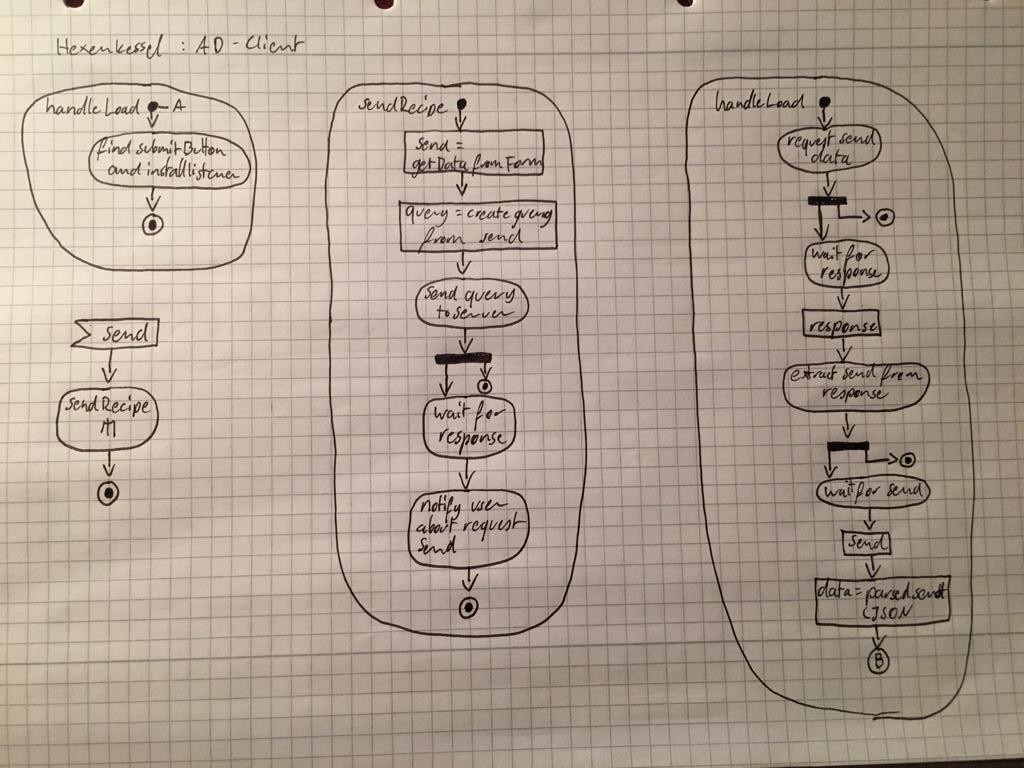 Hexenkessel : AD - Client
handleLoad
A
find submitButton
and install listener
send
sendRecipe
sendRecipe
send =
getData from Form
query = create query
from send
send query
to server
wait for
response
notify user
about request
send
handleLoad
request send
data
wait for
response
response
extract send from
response
wait for send
send
data = parsed send
JSON
B